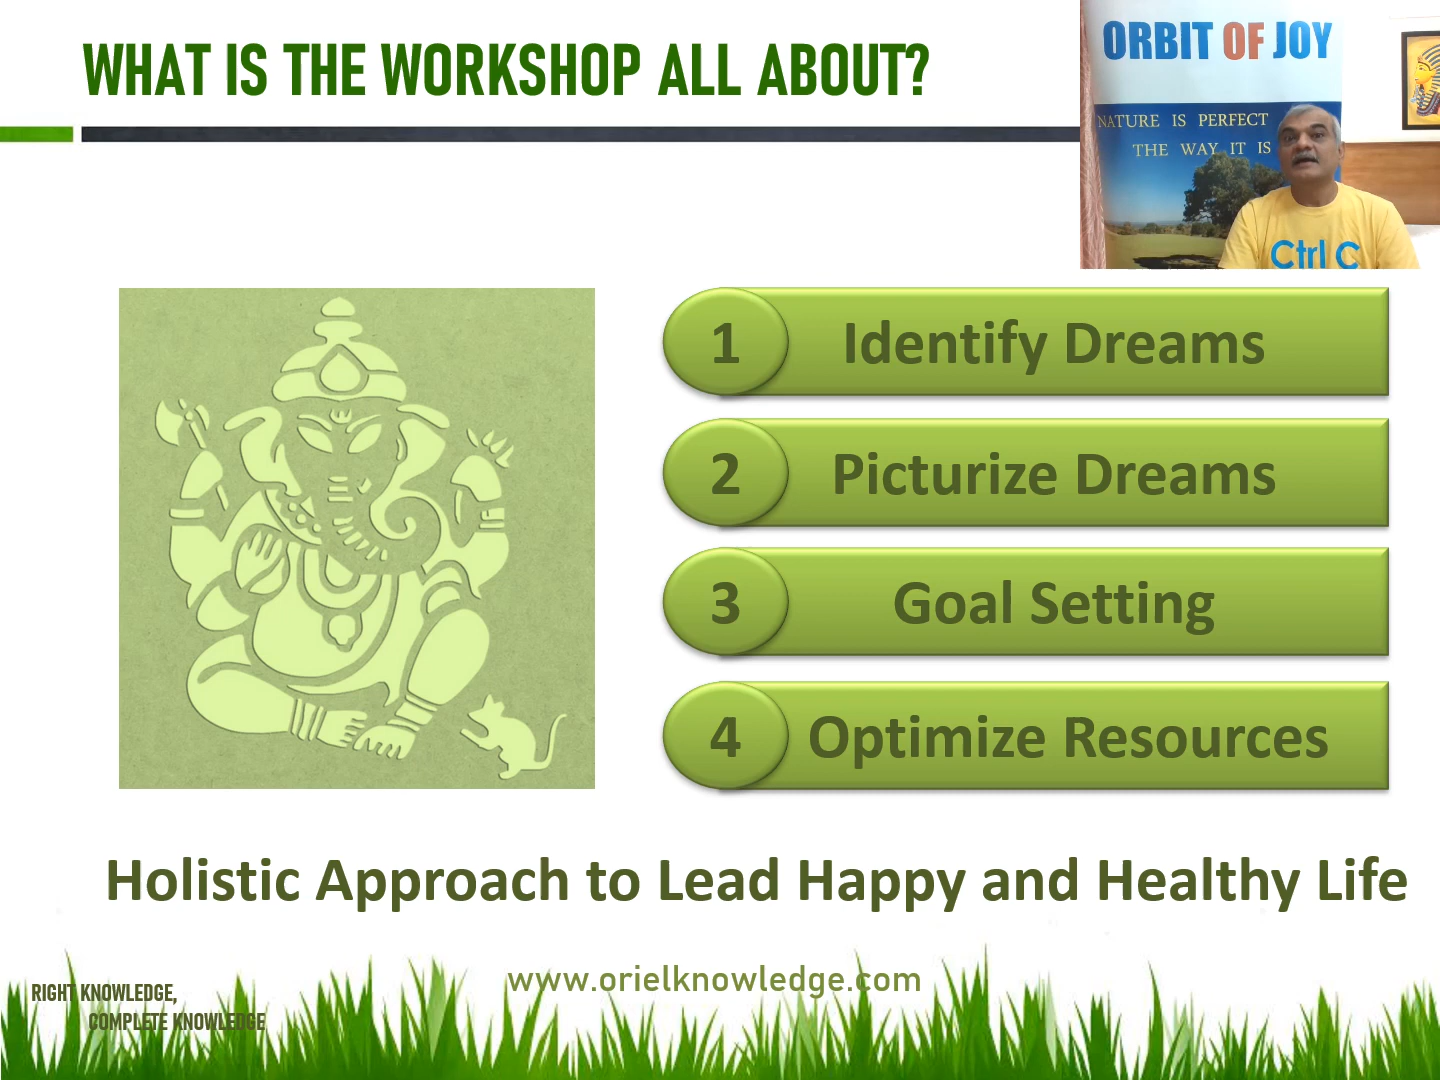 WHAT IS THE WORKSHOP ALL ABOUT?
ORBIT OF JOY
NATURE IS PERFECT
THE WAY IT IS
Ctrl C
1 Identify Dreams
2 Picturize Dreams
3 Goal Setting
4 Optimize Resources
Holistic Approach to Lead Happy and Healthy Life
www.orielknowledge.com
RIGHT KNOWLEDGE,
COMPLETE KNOWLEDGE